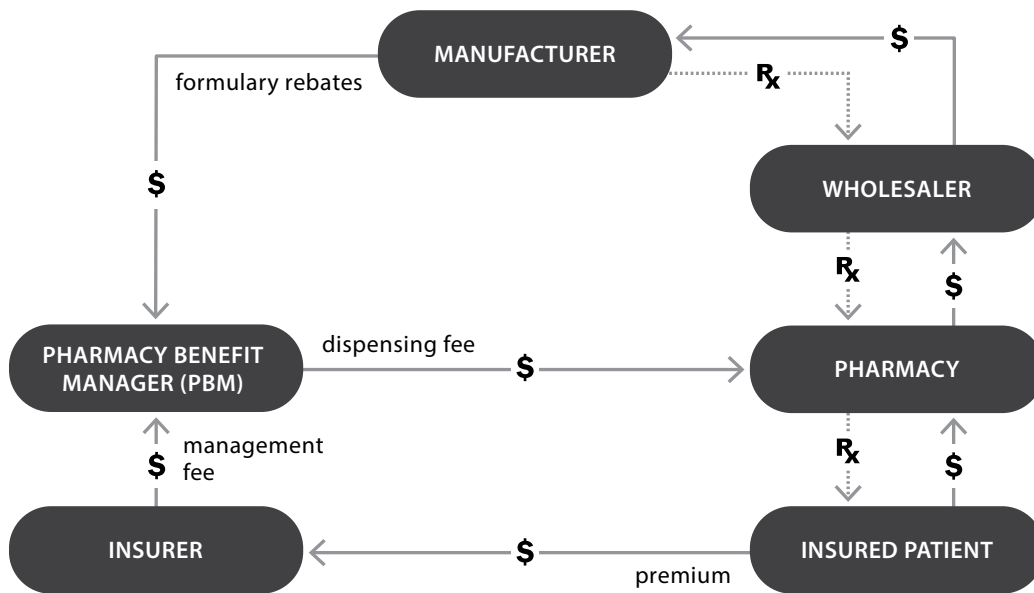 MANUFACTURER
$
formulary rebates
Rx
$
WHOLESALER
Rx
$
PHARMACY BENEFIT
MANAGER (PBM)
dispensing fee
$
PHARMACY
$
management
fee
Rx
$
INSURER
$
premium
INSURED PATIENT